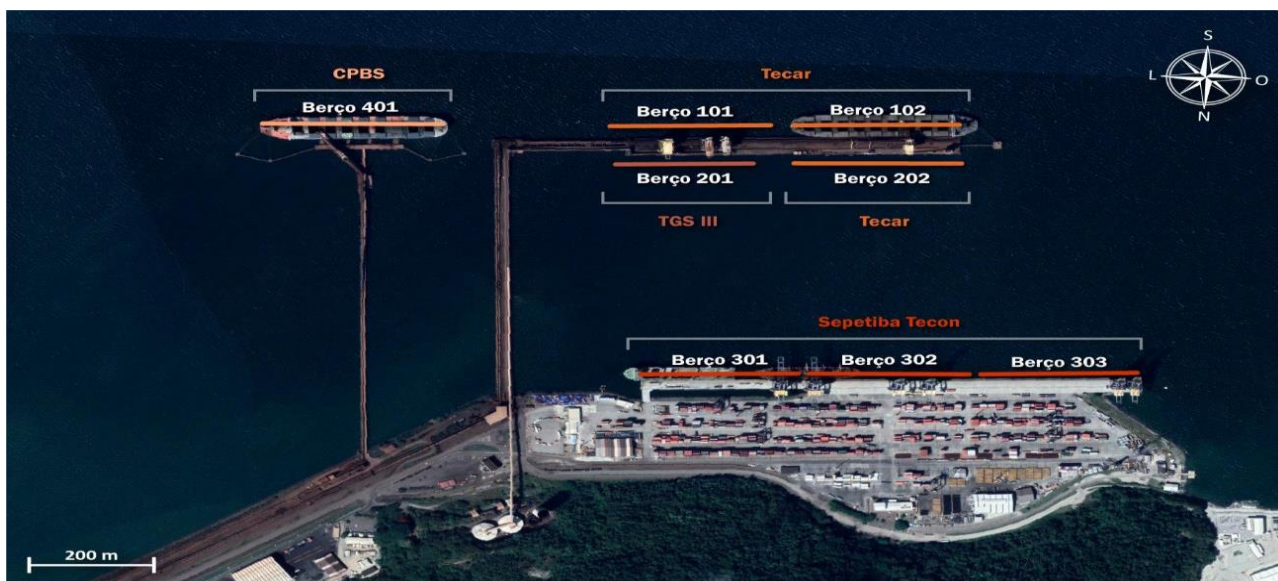 S
L
O
N
CPBS
Tecar
Berço 401
Berço 101
Berço 102
Berço 201
Berço 202
TGS III
Tecar
Sepetiba Tecon
Berço 301
Berço 302
Berço 303
200 m